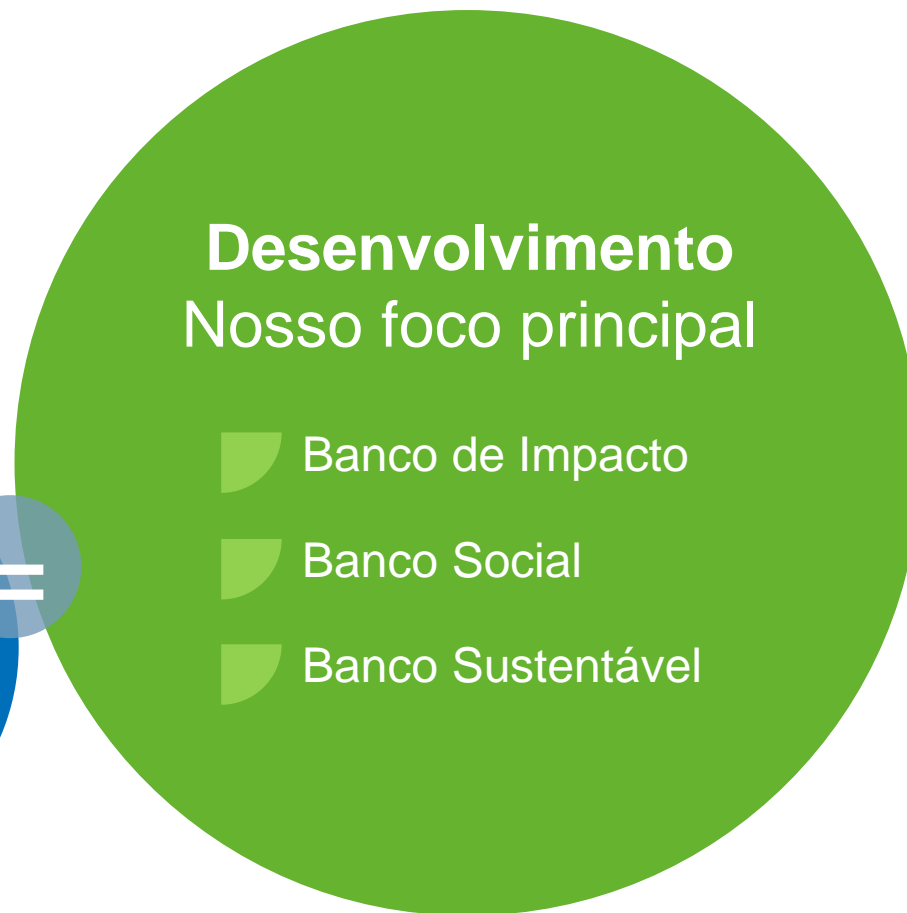 Desenvolvimento
Nosso foco principal
Banco de Impacto
=
Banco Social
Banco Sustentável